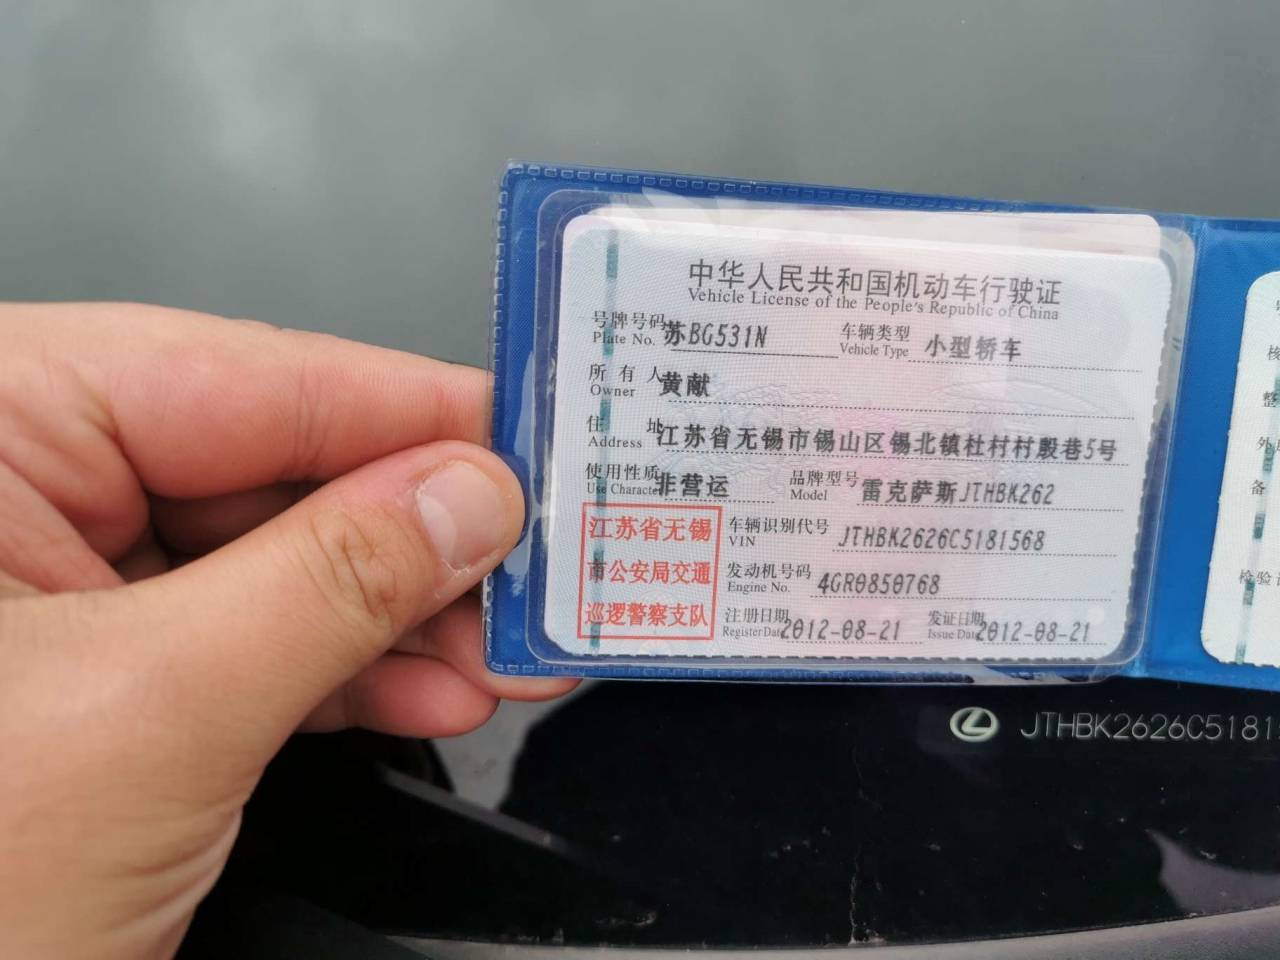 中华人民共和国机动车行驶证
Vehicle License of the People's Republic of China
号牌号码 苏BG531N 车辆类型 小型轿车
Plate No. Vehicle Type
所有人 黄献
Owner
住址 江苏省无锡市锡山区锡北镇杜村村殷巷5号
Address
使用性质 非营运 品牌型号 雷克萨斯JTHBK262
Use Character Model
江苏省无锡
市公安局交通
巡逻警察支队
车辆识别代号 JTHBK2626C5181568
VIN
发动机号码 4GR0850768
Engine No.
注册日期 2012-08-21 发证日期 2012-08-21
Register Date Issue Date
整
外
备
检验
JTHBK2626C5181